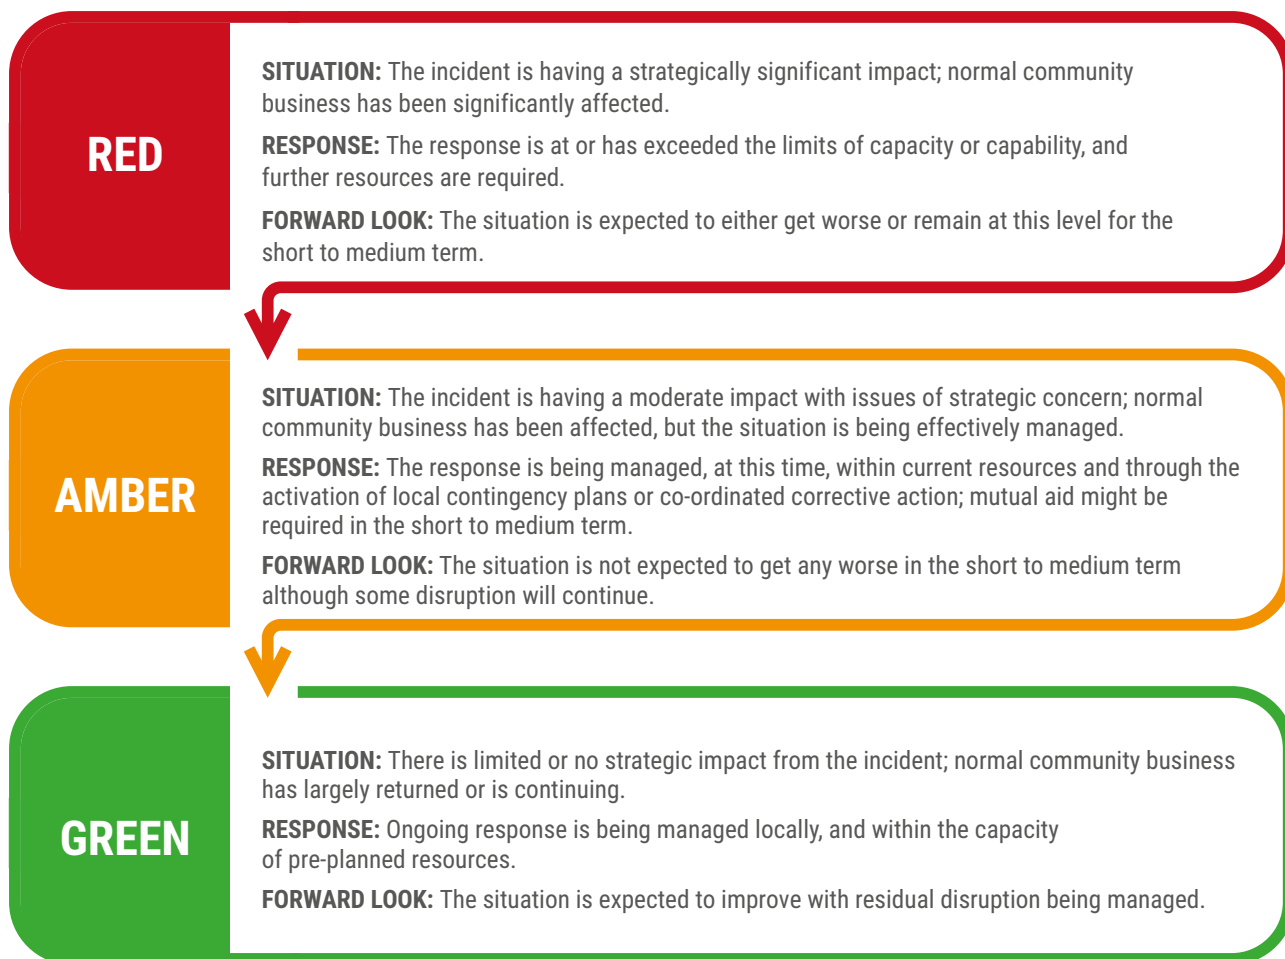 RED
SITUATION: The incident is having a strategically significant impact; normal community
business has been significantly affected.
RESPONSE: The response is at or has exceeded the limits of capacity or capability, and
further resources are required.
FORWARD LOOK: The situation is expected to either get worse or remain at this level for the
short to medium term.
AMBER
SITUATION: The incident is having a moderate impact with issues of strategic concern; normal
community business has been affected, but the situation is being effectively managed.
RESPONSE: The response is being managed, at this time, within current resources and through the
activation of local contingency plans or co-ordinated corrective action; mutual aid might be
required in the short to medium term.
FORWARD LOOK: The situation is not expected to get any worse in the short to medium term
although some disruption will continue.
GREEN
SITUATION: There is limited or no strategic impact from the incident; normal community business
has largely returned or is continuing.
RESPONSE: Ongoing response is being managed locally, and within the capacity
of pre-planned resources.
FORWARD LOOK: The situation is expected to improve with residual disruption being managed.